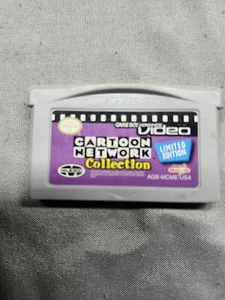 GAME BOY ADVANCE
Video
CARTOON
NETWORK
Collection
LIMITED
EDITION
AGB-MCME-USA